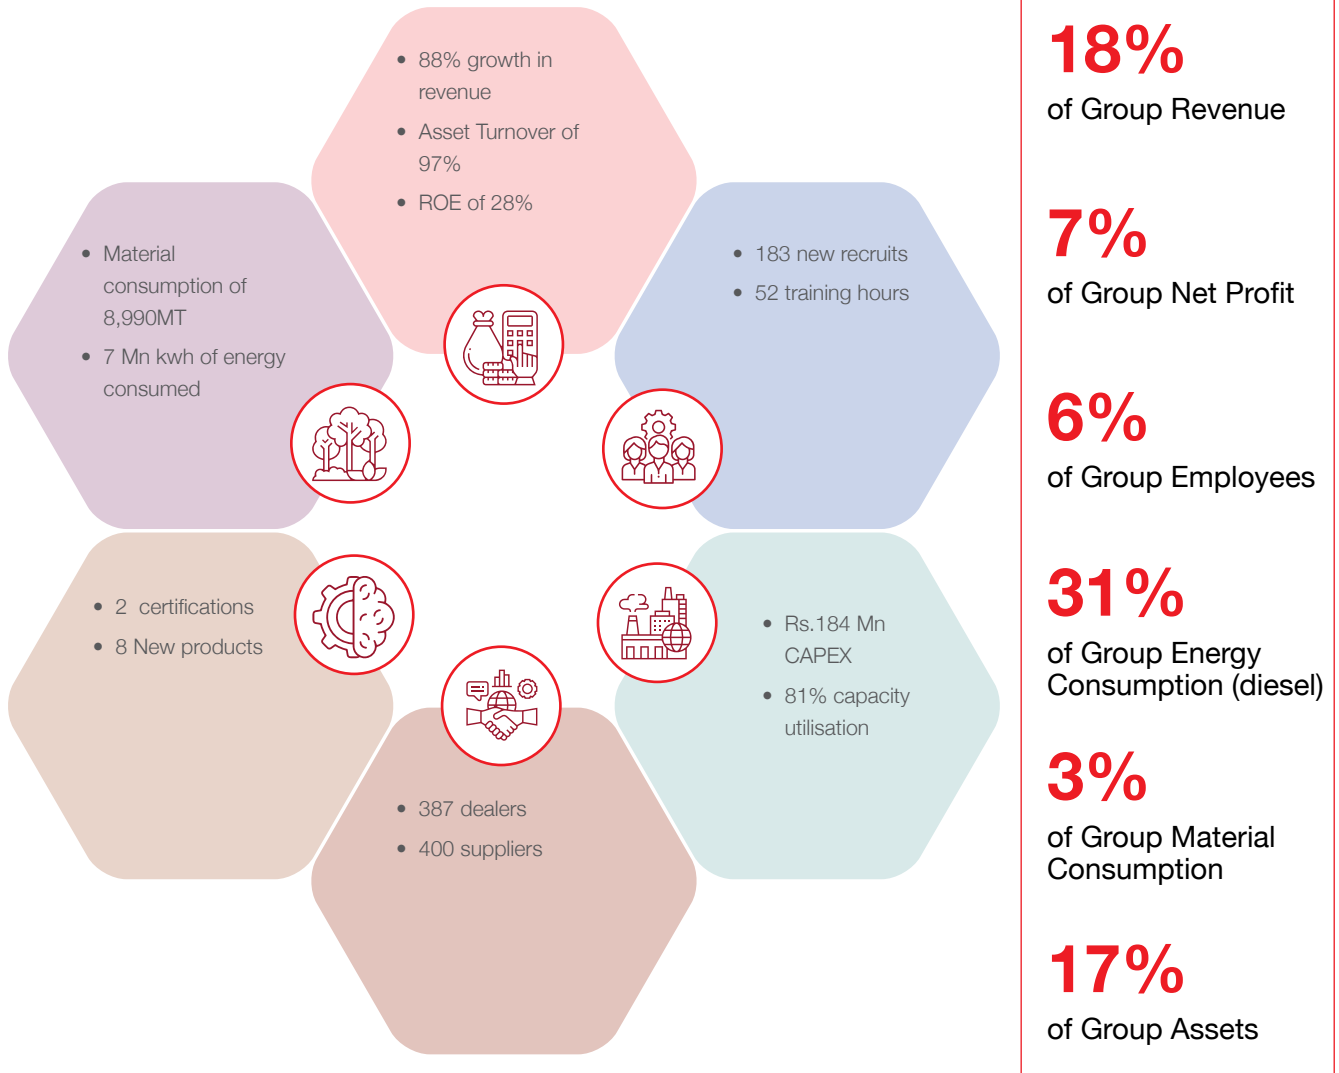 • 88% growth in
revenue
• Asset Turnover of
97%
• ROE of 28%
• Material
consumption of
8,990MT
• 7 Mn kwh of energy
consumed
• 183 new recruits
• 52 training hours
• 2 certifications
• 8 New products
• Rs.184 Mn
CAPEX
• 81% capacity
utilisation
• 387 dealers
• 400 suppliers
18%
of Group Revenue
7%
of Group Net Profit
6%
of Group Employees
31%
of Group Energy
Consumption (diesel)
3%
of Group Material
Consumption
17%
of Group Assets